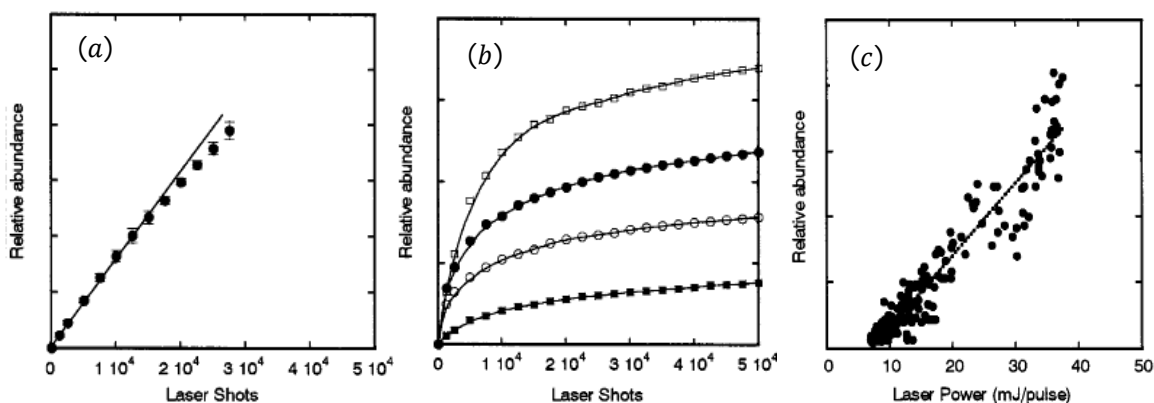 (a)
Relative abundance
0 1 10⁴ 2 10⁴ 3 10⁴ 4 10⁴ 5 10⁴
Laser Shots
(b)
Relative abundance
0 1 10⁴ 2 10⁴ 3 10⁴ 4 10⁴ 5 10⁴
Laser Shots
(c)
Relative abundance
0 10 20 30 40 50
Laser Power (mJ/pulse)